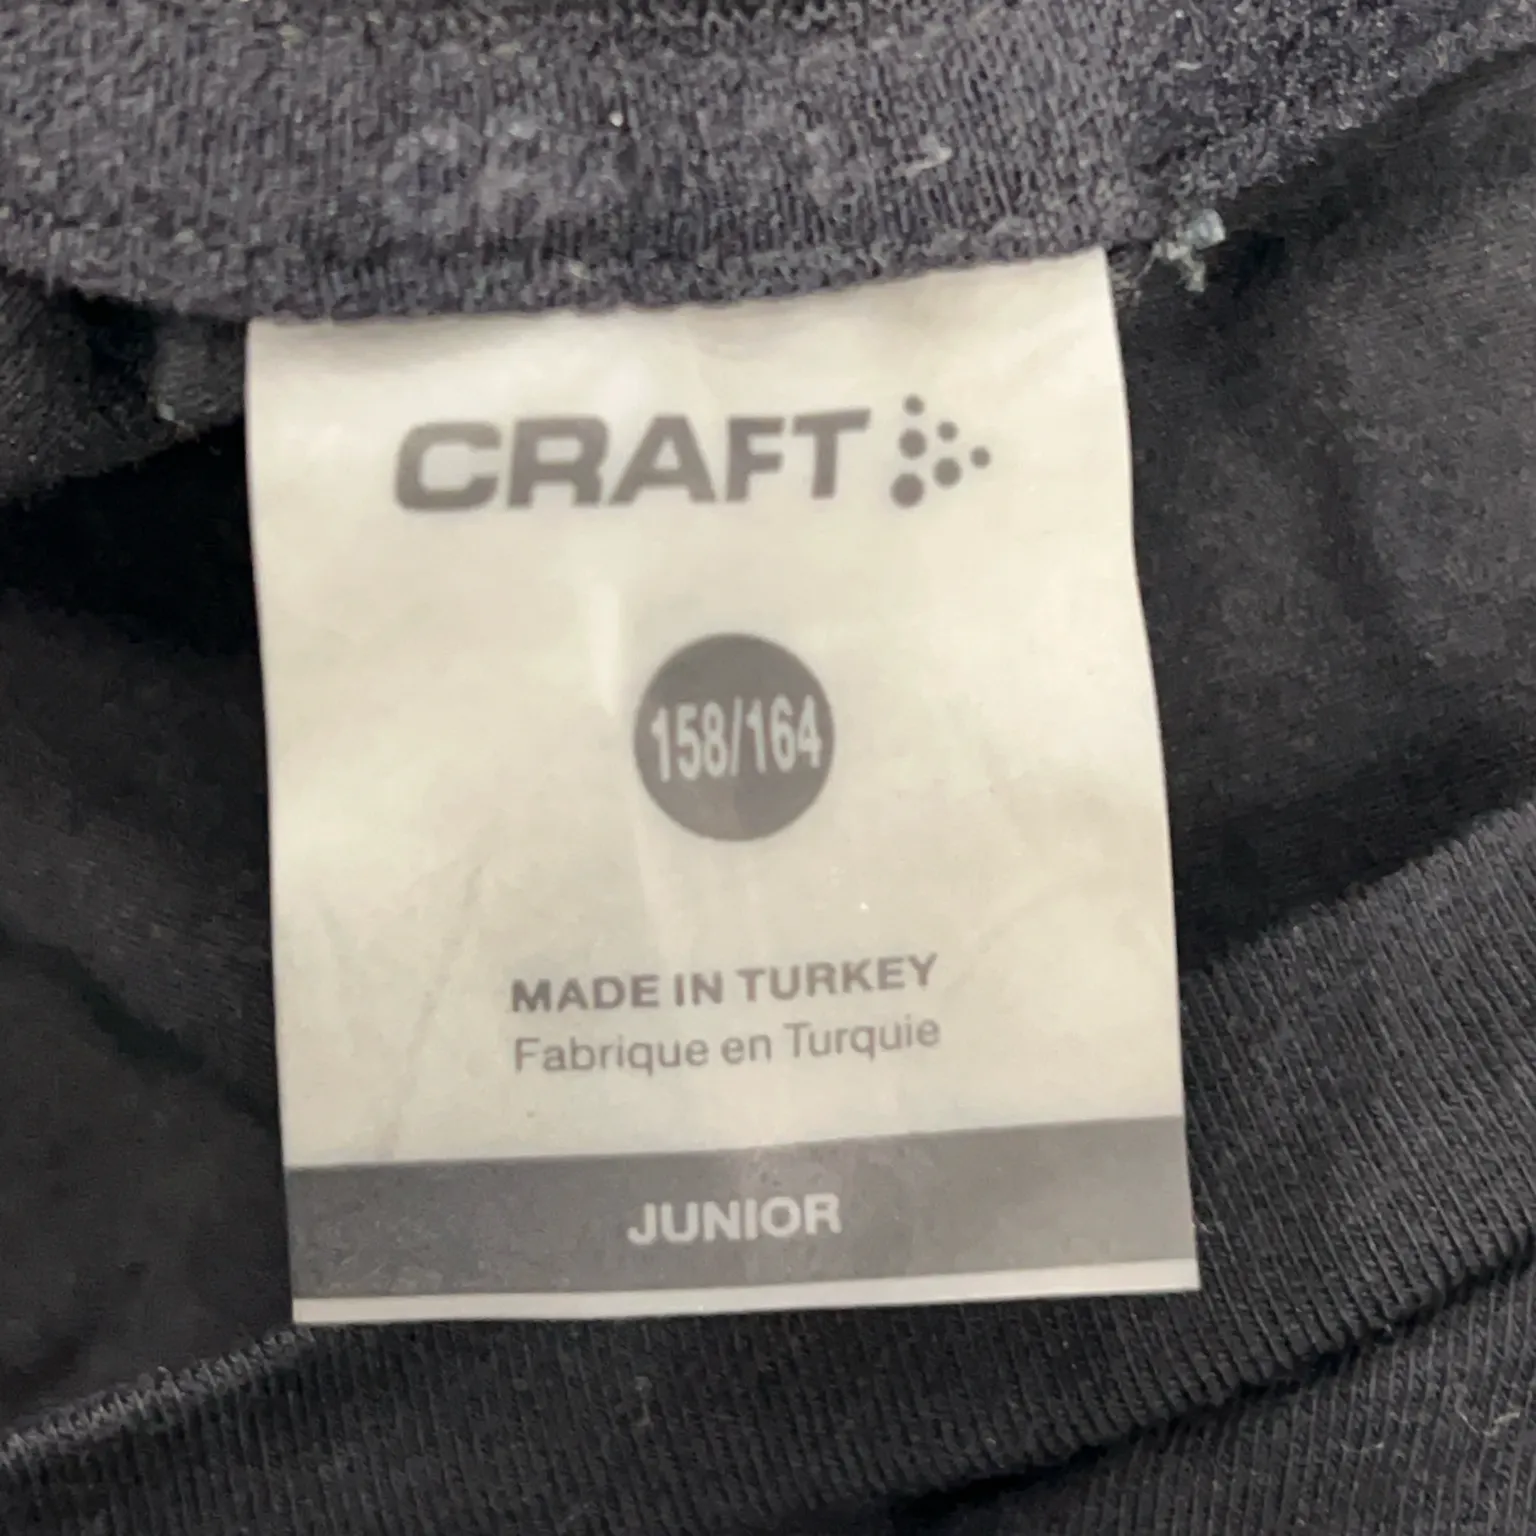 CRAFT
158/164
MADE IN TURKEY
Fabrique en Turquie
JUNIOR